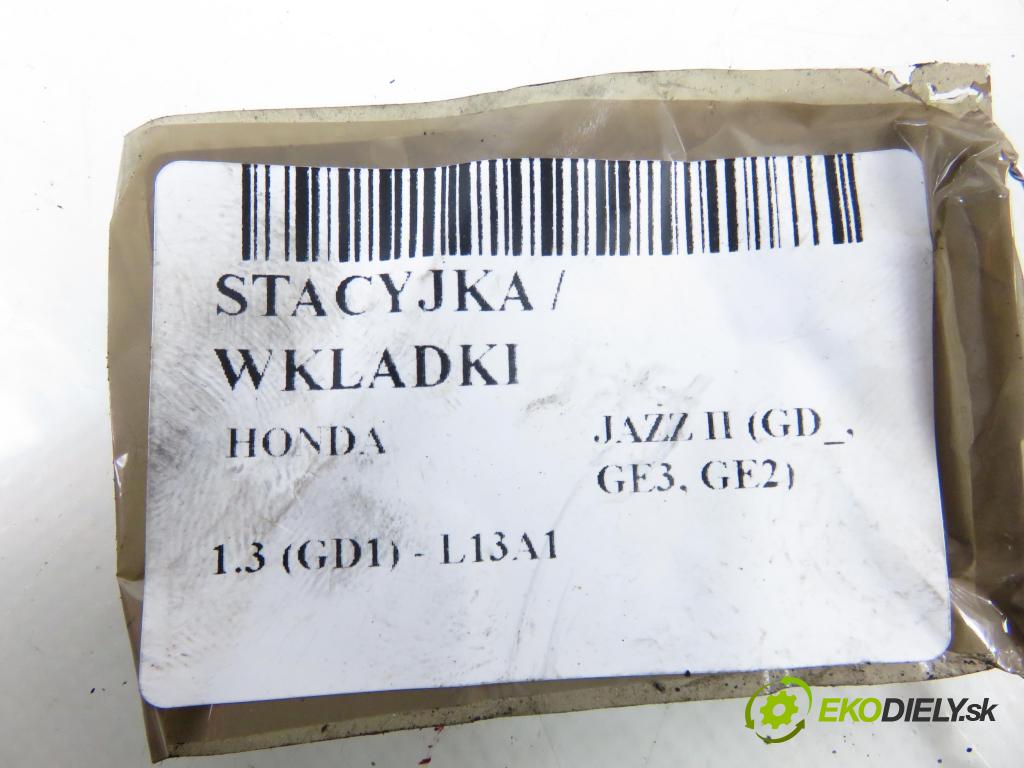 STACYJKA /
WKLADKI
HONDA
JAZZ II (GD_,
GE3, GE2)
1.3 (GD1) - L13A1
EKODIELY.sk